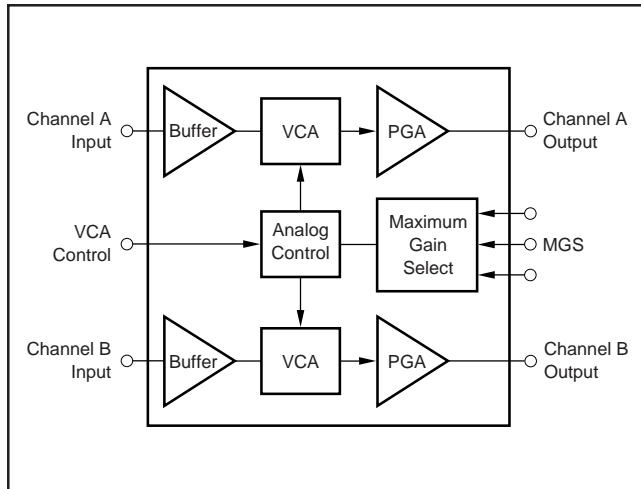 Channel A
Input
Buffer
VCA
PGA
Channel A
Output
VCA
Control
Analog
Control
Maximum
Gain
Select
MGS
Channel B
Input
Buffer
VCA
PGA
Channel B
Output